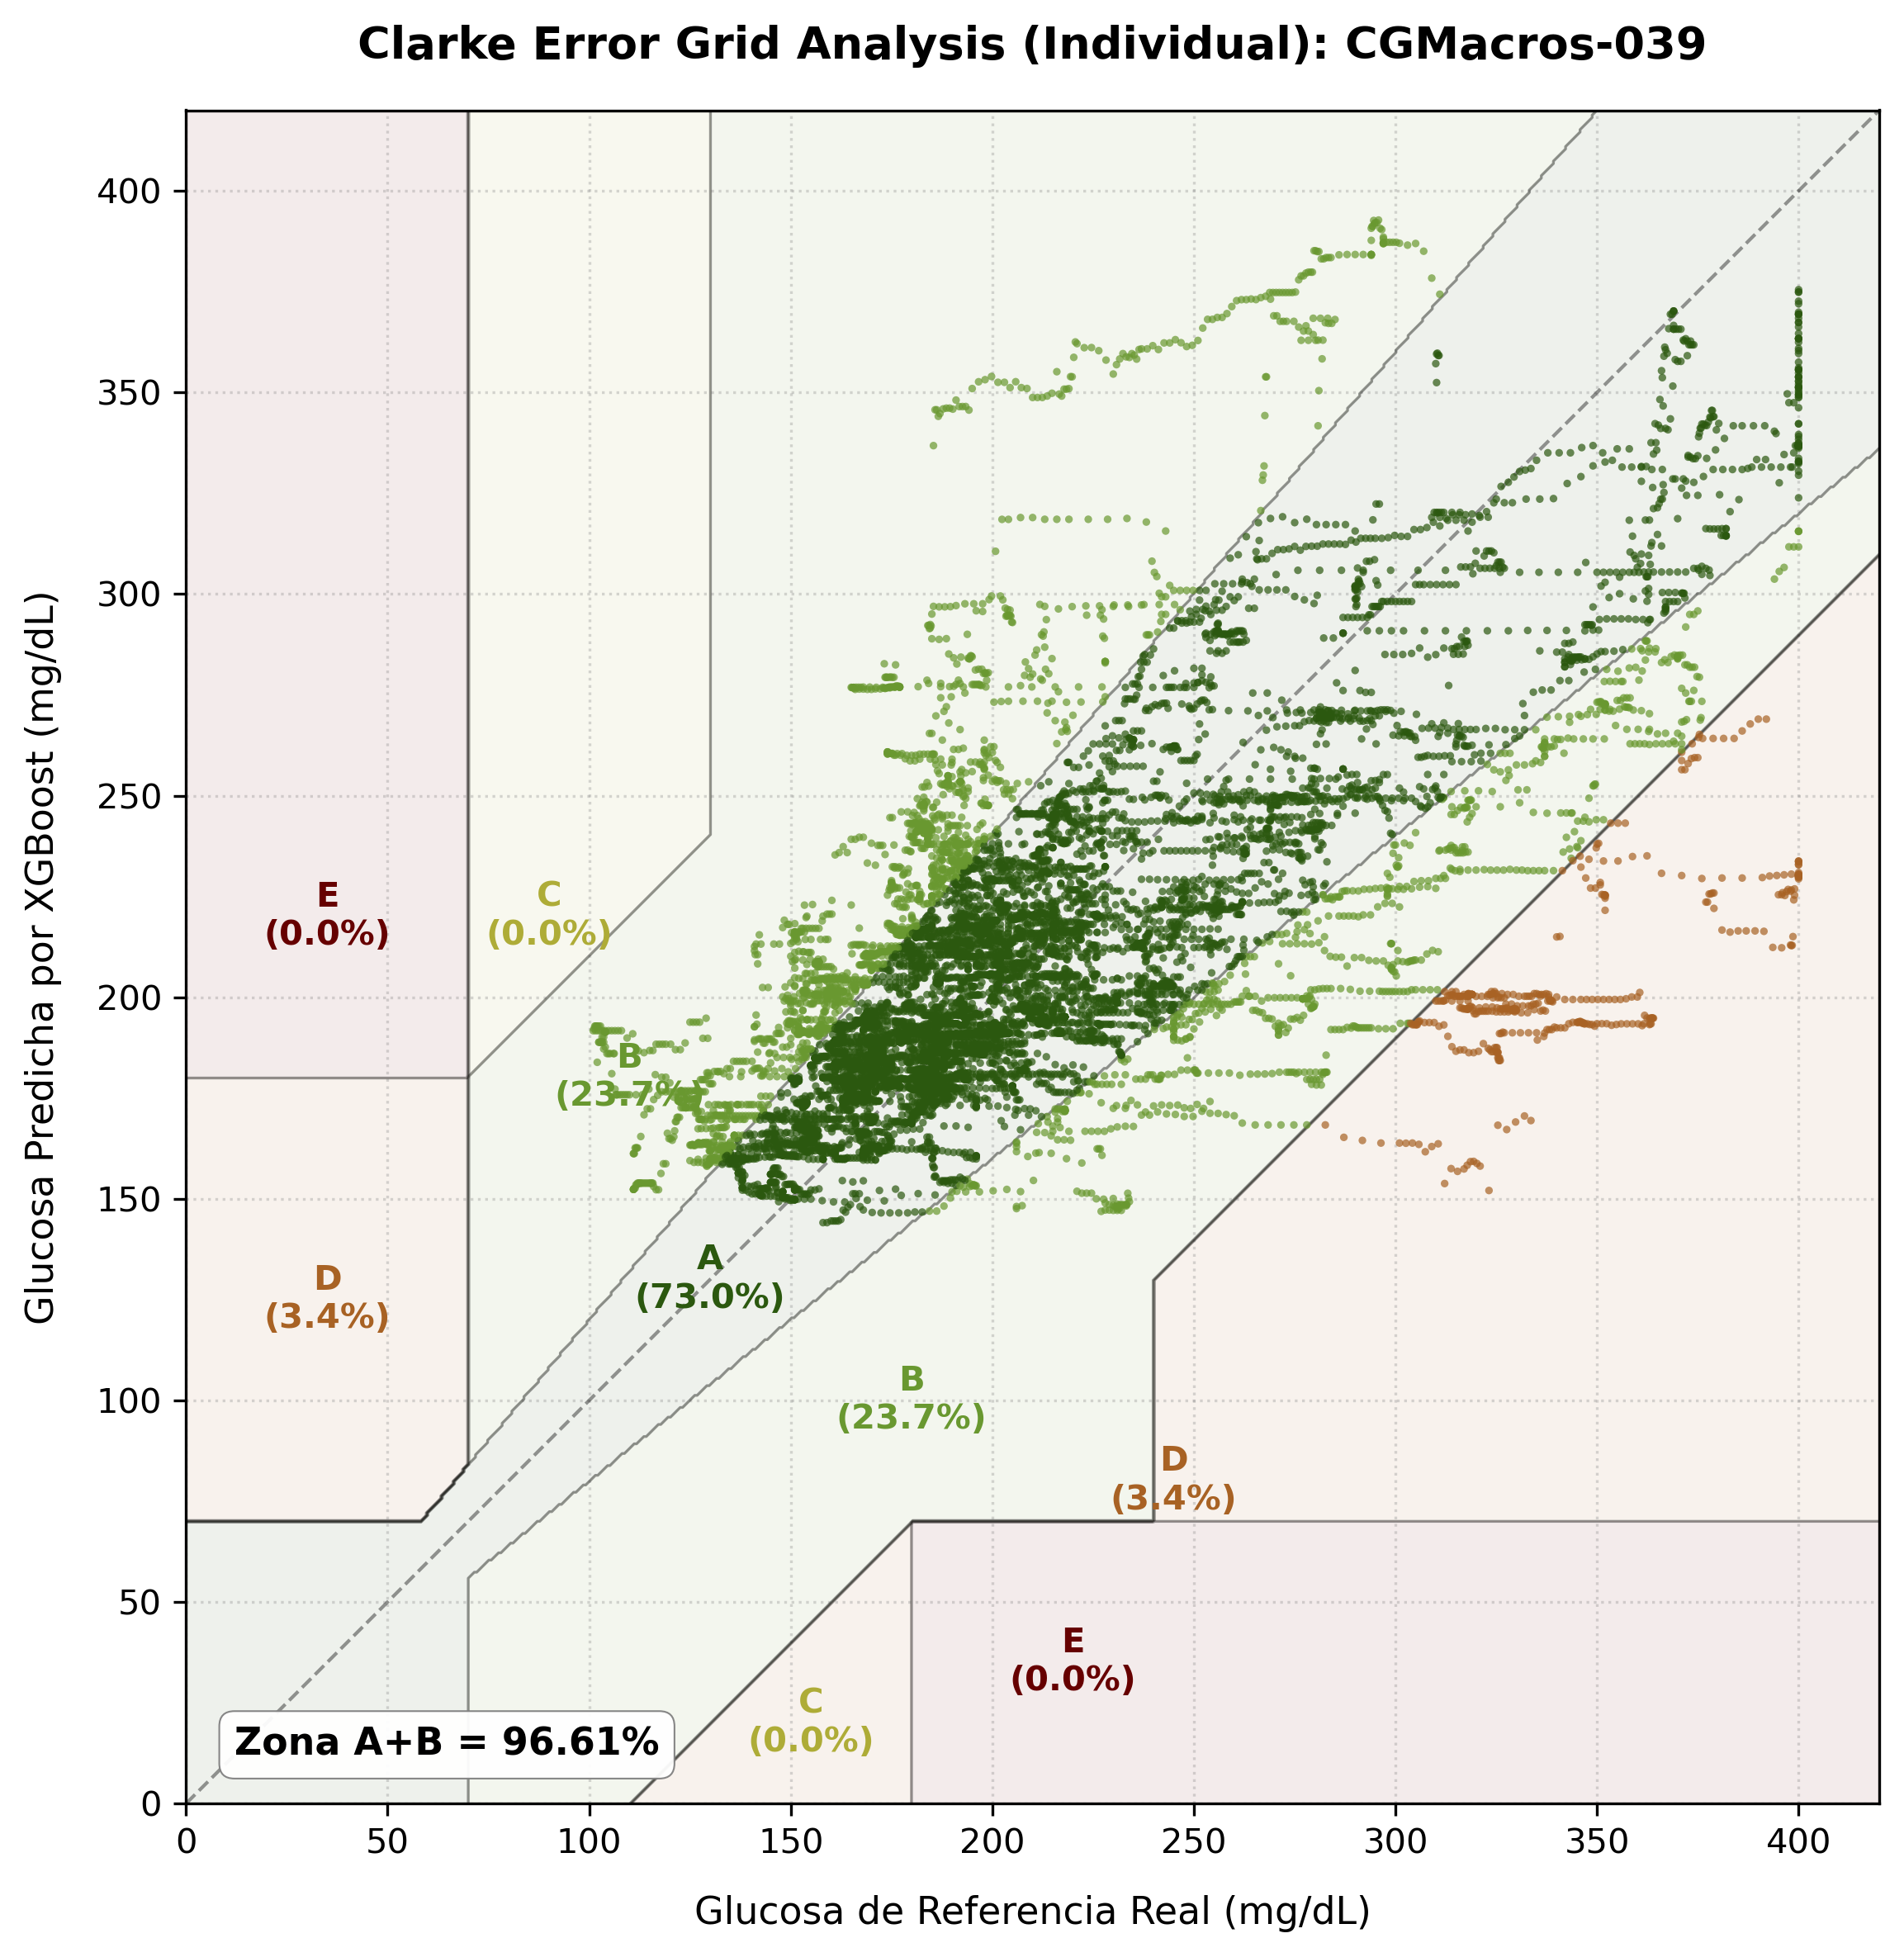 Clarke Error Grid Analysis (Individual): CGMacros-039
Glucosa Predicha por XGBoost (mg/dL)
400
350
300
250
200
150
100
50
0
E
(0.0%)
C
(0.0%)
B
(23.7%)
D
(3.4%)
A
(73.0%)
B
(23.7%)
D
(3.4%)
E
(0.0%)
C
(0.0%)
Zona A+B = 96.61%
0 50 100 150 200 250 300 350 400
Glucosa de Referencia Real (mg/dL)